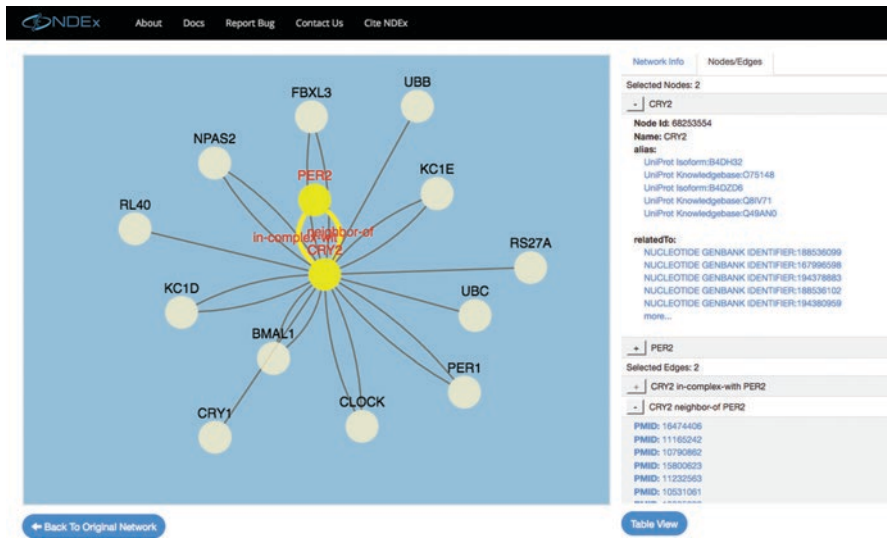 NDEx
About Docs Report Bug Contact Us Cite NDEx
UBB
FBXL3
NPAS2
PER2
KC1E
RL40
in-complex-wit
neighbor-of
CRY2
RS27A
KC1D
UBC
BMAL1
PER1
CRY1
CLOCK
Back To Original Network
Network Info Nodes/Edges
Selected Nodes: 2
- CRY2
Node Id: 68253554
Name: CRY2
alias:
UniProt Isoform:B4DH32
UniProt Knowledgebase:O75148
UniProt Isoform:B4DZD6
UniProt Knowledgebase:Q8IV71
UniProt Knowledgebase:Q49AN0
relatedTo:
NUCLEOTIDE GENBANK IDENTIFIER:188536099
NUCLEOTIDE GENBANK IDENTIFIER:167996598
NUCLEOTIDE GENBANK IDENTIFIER:194378883
NUCLEOTIDE GENBANK IDENTIFIER:188536102
NUCLEOTIDE GENBANK IDENTIFIER:194380959
more...
+ PER2
Selected Edges: 2
+ CRY2 in-complex-with PER2
- CRY2 neighbor-of PER2
PMID: 16474406
PMID: 11165242
PMID: 10790862
PMID: 15800623
PMID: 11232563
PMID: 10531061
Table View